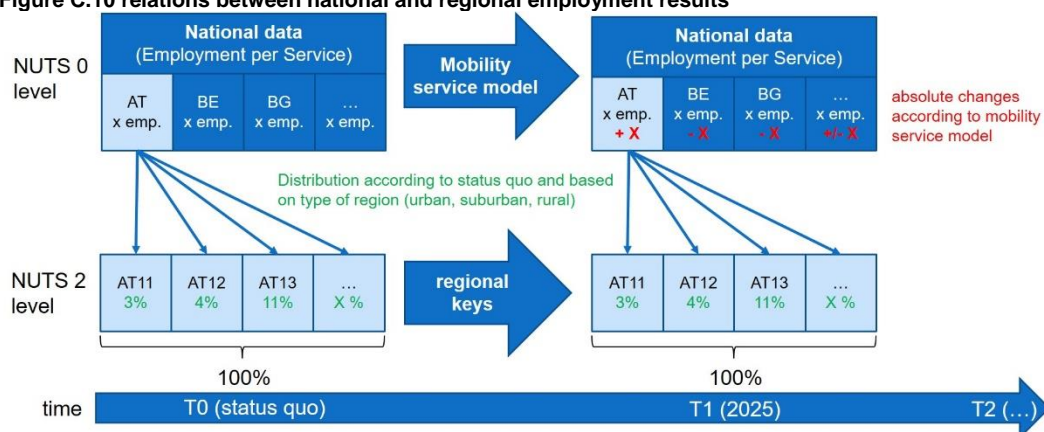 Figure C.10 relations between national and regional employment results
NUTS 0
level
National data
(Employment per Service)
AT
x emp.
BE
x emp.
BG
x emp.
...
x emp.
Mobility
service model
National data
(Employment per Service)
AT
x emp.
+ X
BE
x emp.
- X
BG
x emp.
- X
...
x emp.
+/- X
absolute changes
according to mobility
service model
Distribution according to status quo and based
on type of region (urban, suburban, rural)
NUTS 2
level
AT11
3%
AT12
4%
AT13
11%
...
X %
regional
keys
AT11
3%
AT12
4%
AT13
11%
...
X %
100%
100%
time
T0 (status quo)
T1 (2025)
T2 (...)